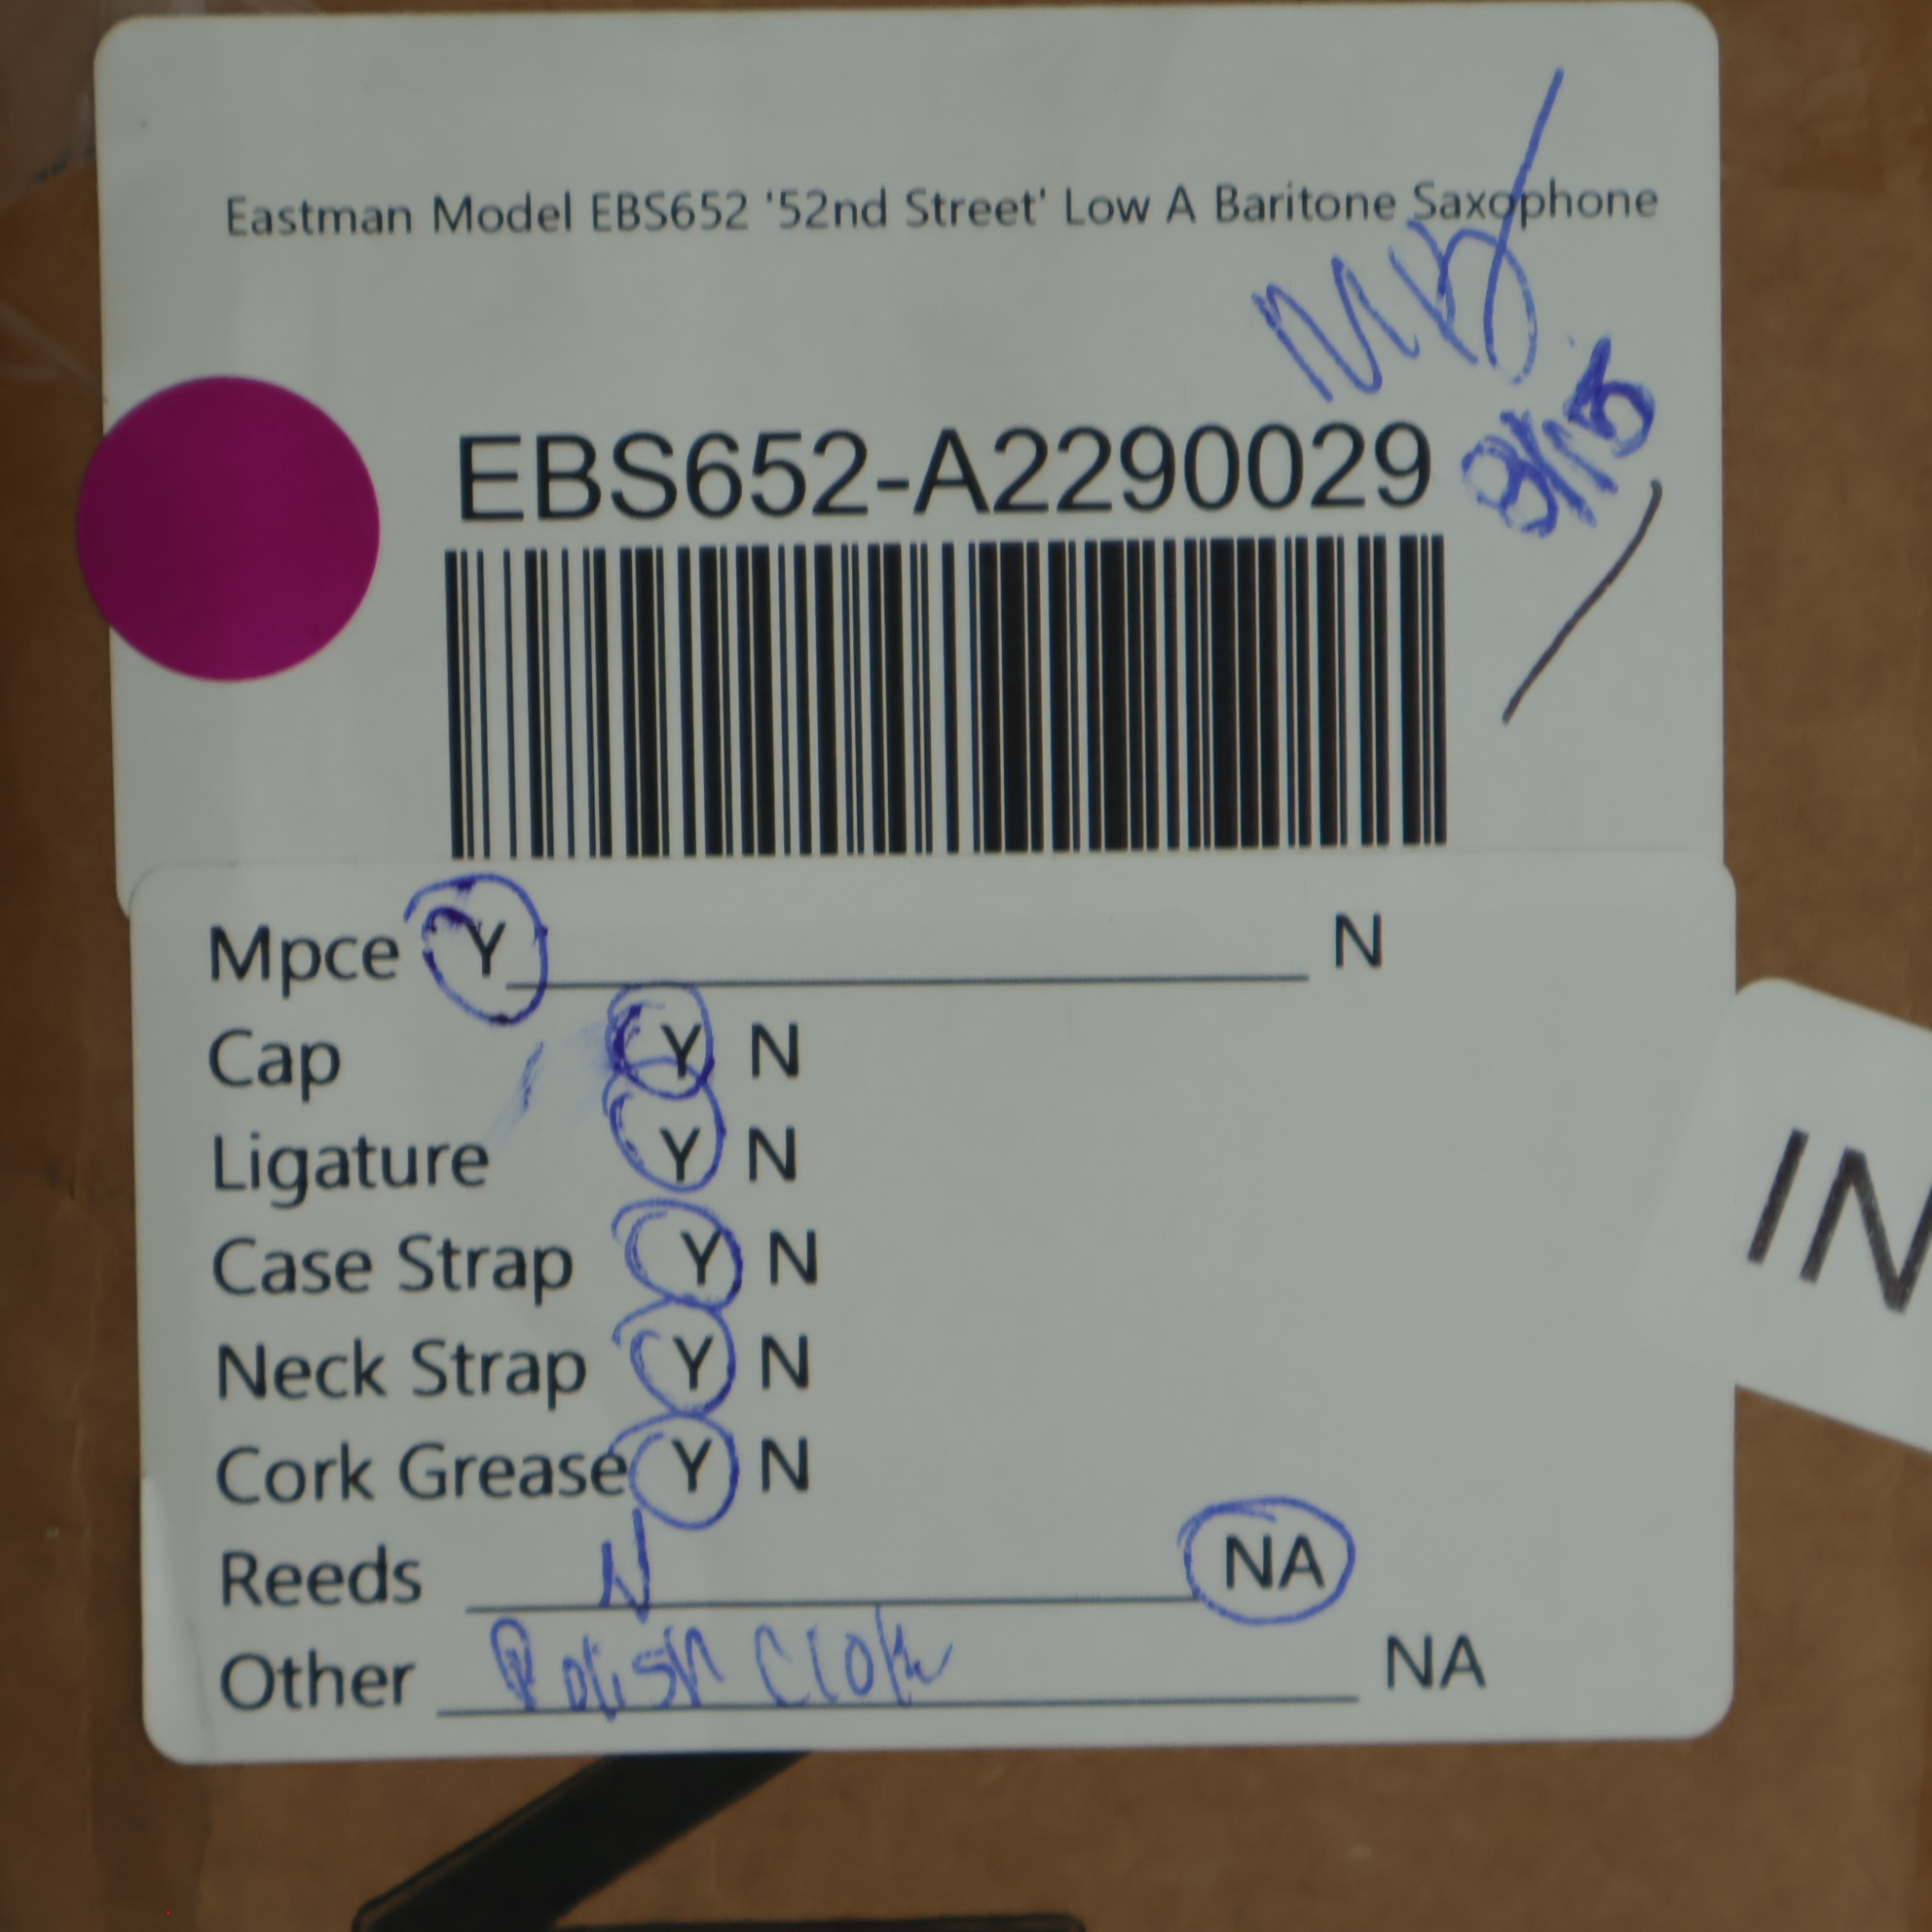 Eastman Model EBS652 '52nd Street' Low A Baritone Saxophone
EBS652-A2290029
Mpce Y N
Cap Y N
Ligature Y N
Case Strap Y N
Neck Strap Y N
Cork Grease Y N
Reeds N NA
Other Polish Cloth NA
IN